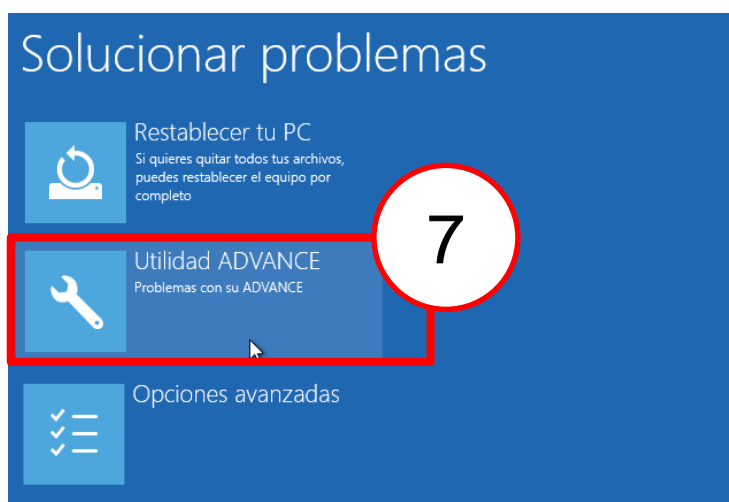 Solucionar problemas
Restablecer tu PC
Si quieres quitar todos tus archivos,
puedes restablecer el equipo por
completo
7
Utilidad ADVANCE
Problemas con su ADVANCE
Opciones avanzadas